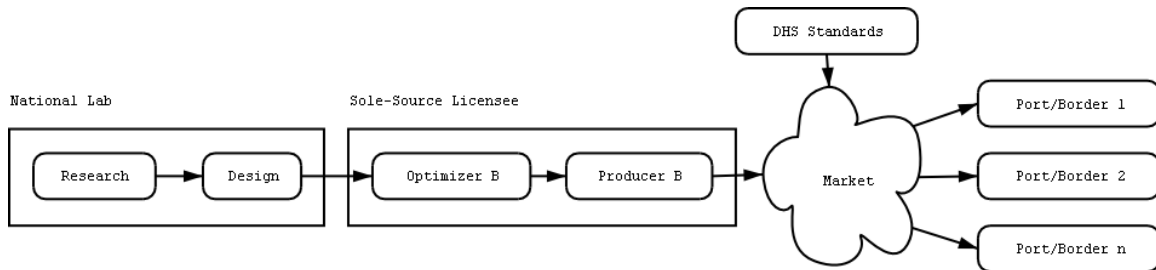 DHS Standards
National Lab
Sole-Source Licensee
Port/Border 1
Research
Design
Optimizer B
Producer B
Market
Port/Border 2
Port/Border n